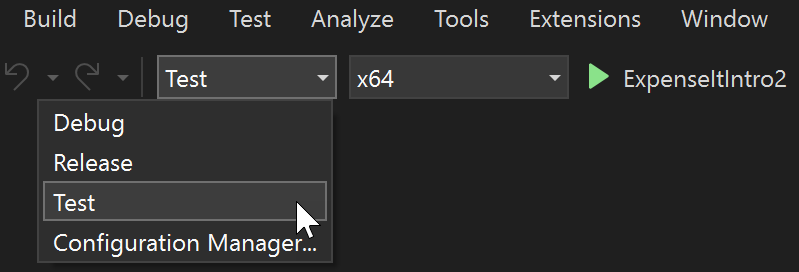 Build Debug Test Analyze Tools Extensions Window
Test x64 ExpenseItIntro2
Debug
Release
Test
Configuration Manager...